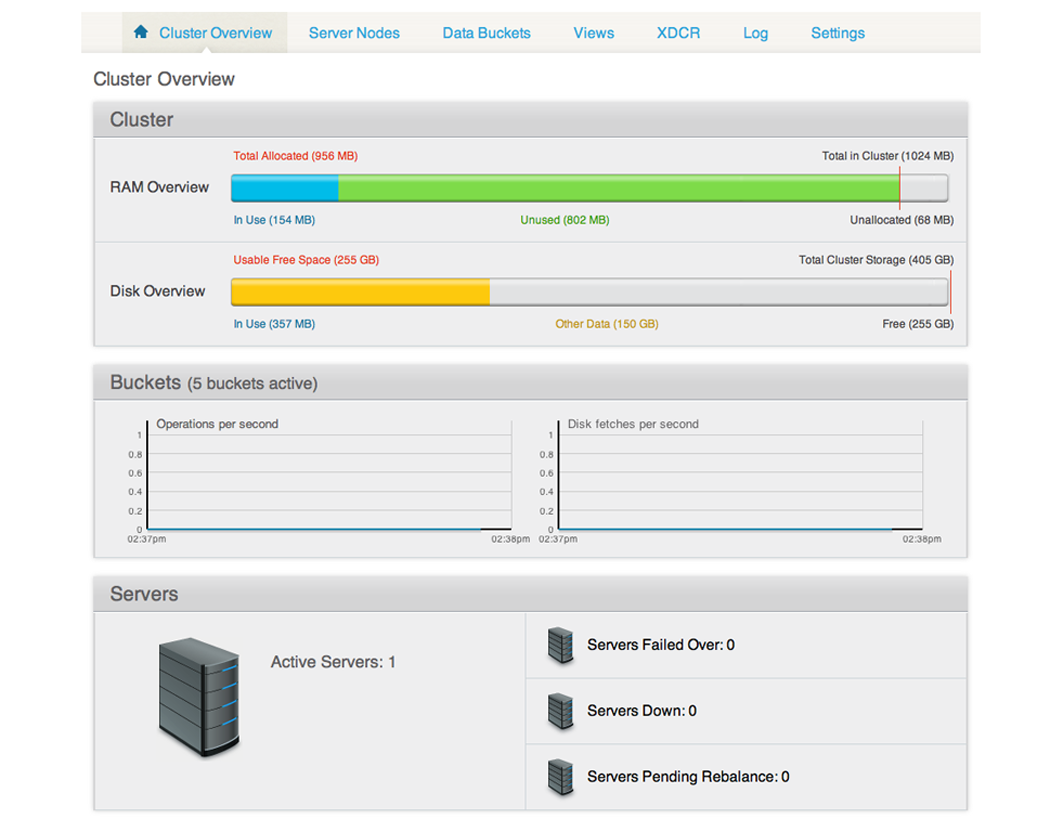 Cluster Overview Server Nodes Data Buckets Views XDCR Log Settings
Cluster Overview
Cluster
Total Allocated (956 MB) Total in Cluster (1024 MB)
RAM Overview
In Use (154 MB) Unused (802 MB) Unallocated (68 MB)
Usable Free Space (255 GB) Total Cluster Storage (405 GB)
Disk Overview
In Use (357 MB) Other Data (150 GB) Free (255 GB)
Buckets (5 buckets active)
Operations per second
1
0.8
0.6
0.4
0.2
0
02:37pm 02:38pm
Disk fetches per second
1
0.8
0.6
0.4
0.2
0
02:37pm 02:38pm
Servers
Active Servers: 1
Servers Failed Over: 0
Servers Down: 0
Servers Pending Rebalance: 0